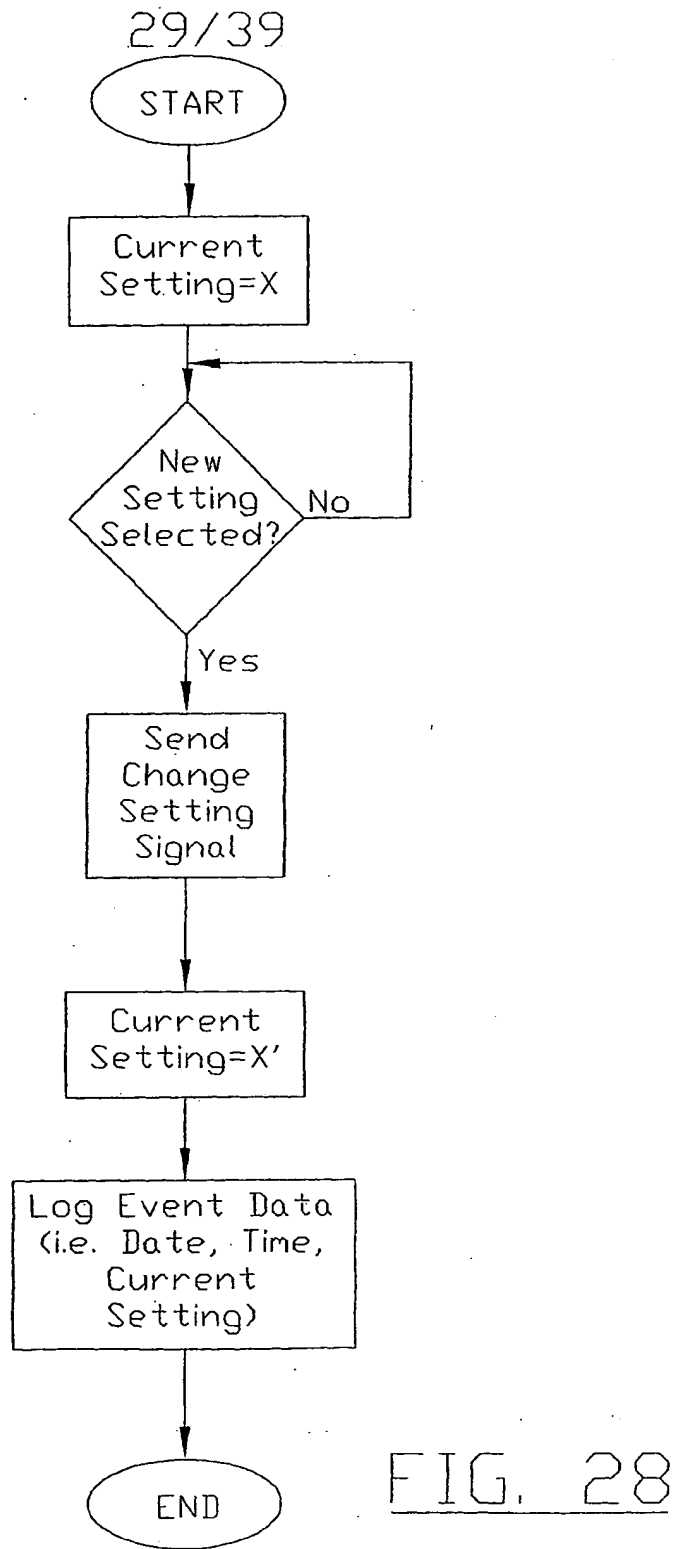 29/39
START
Current
Setting=X
New
Setting
Selected?
No
Yes
Send
Change
Setting
Signal
Current
Setting=X'
Log Event Data
(i.e. Date, Time,
Current
Setting)
END
FIG. 28